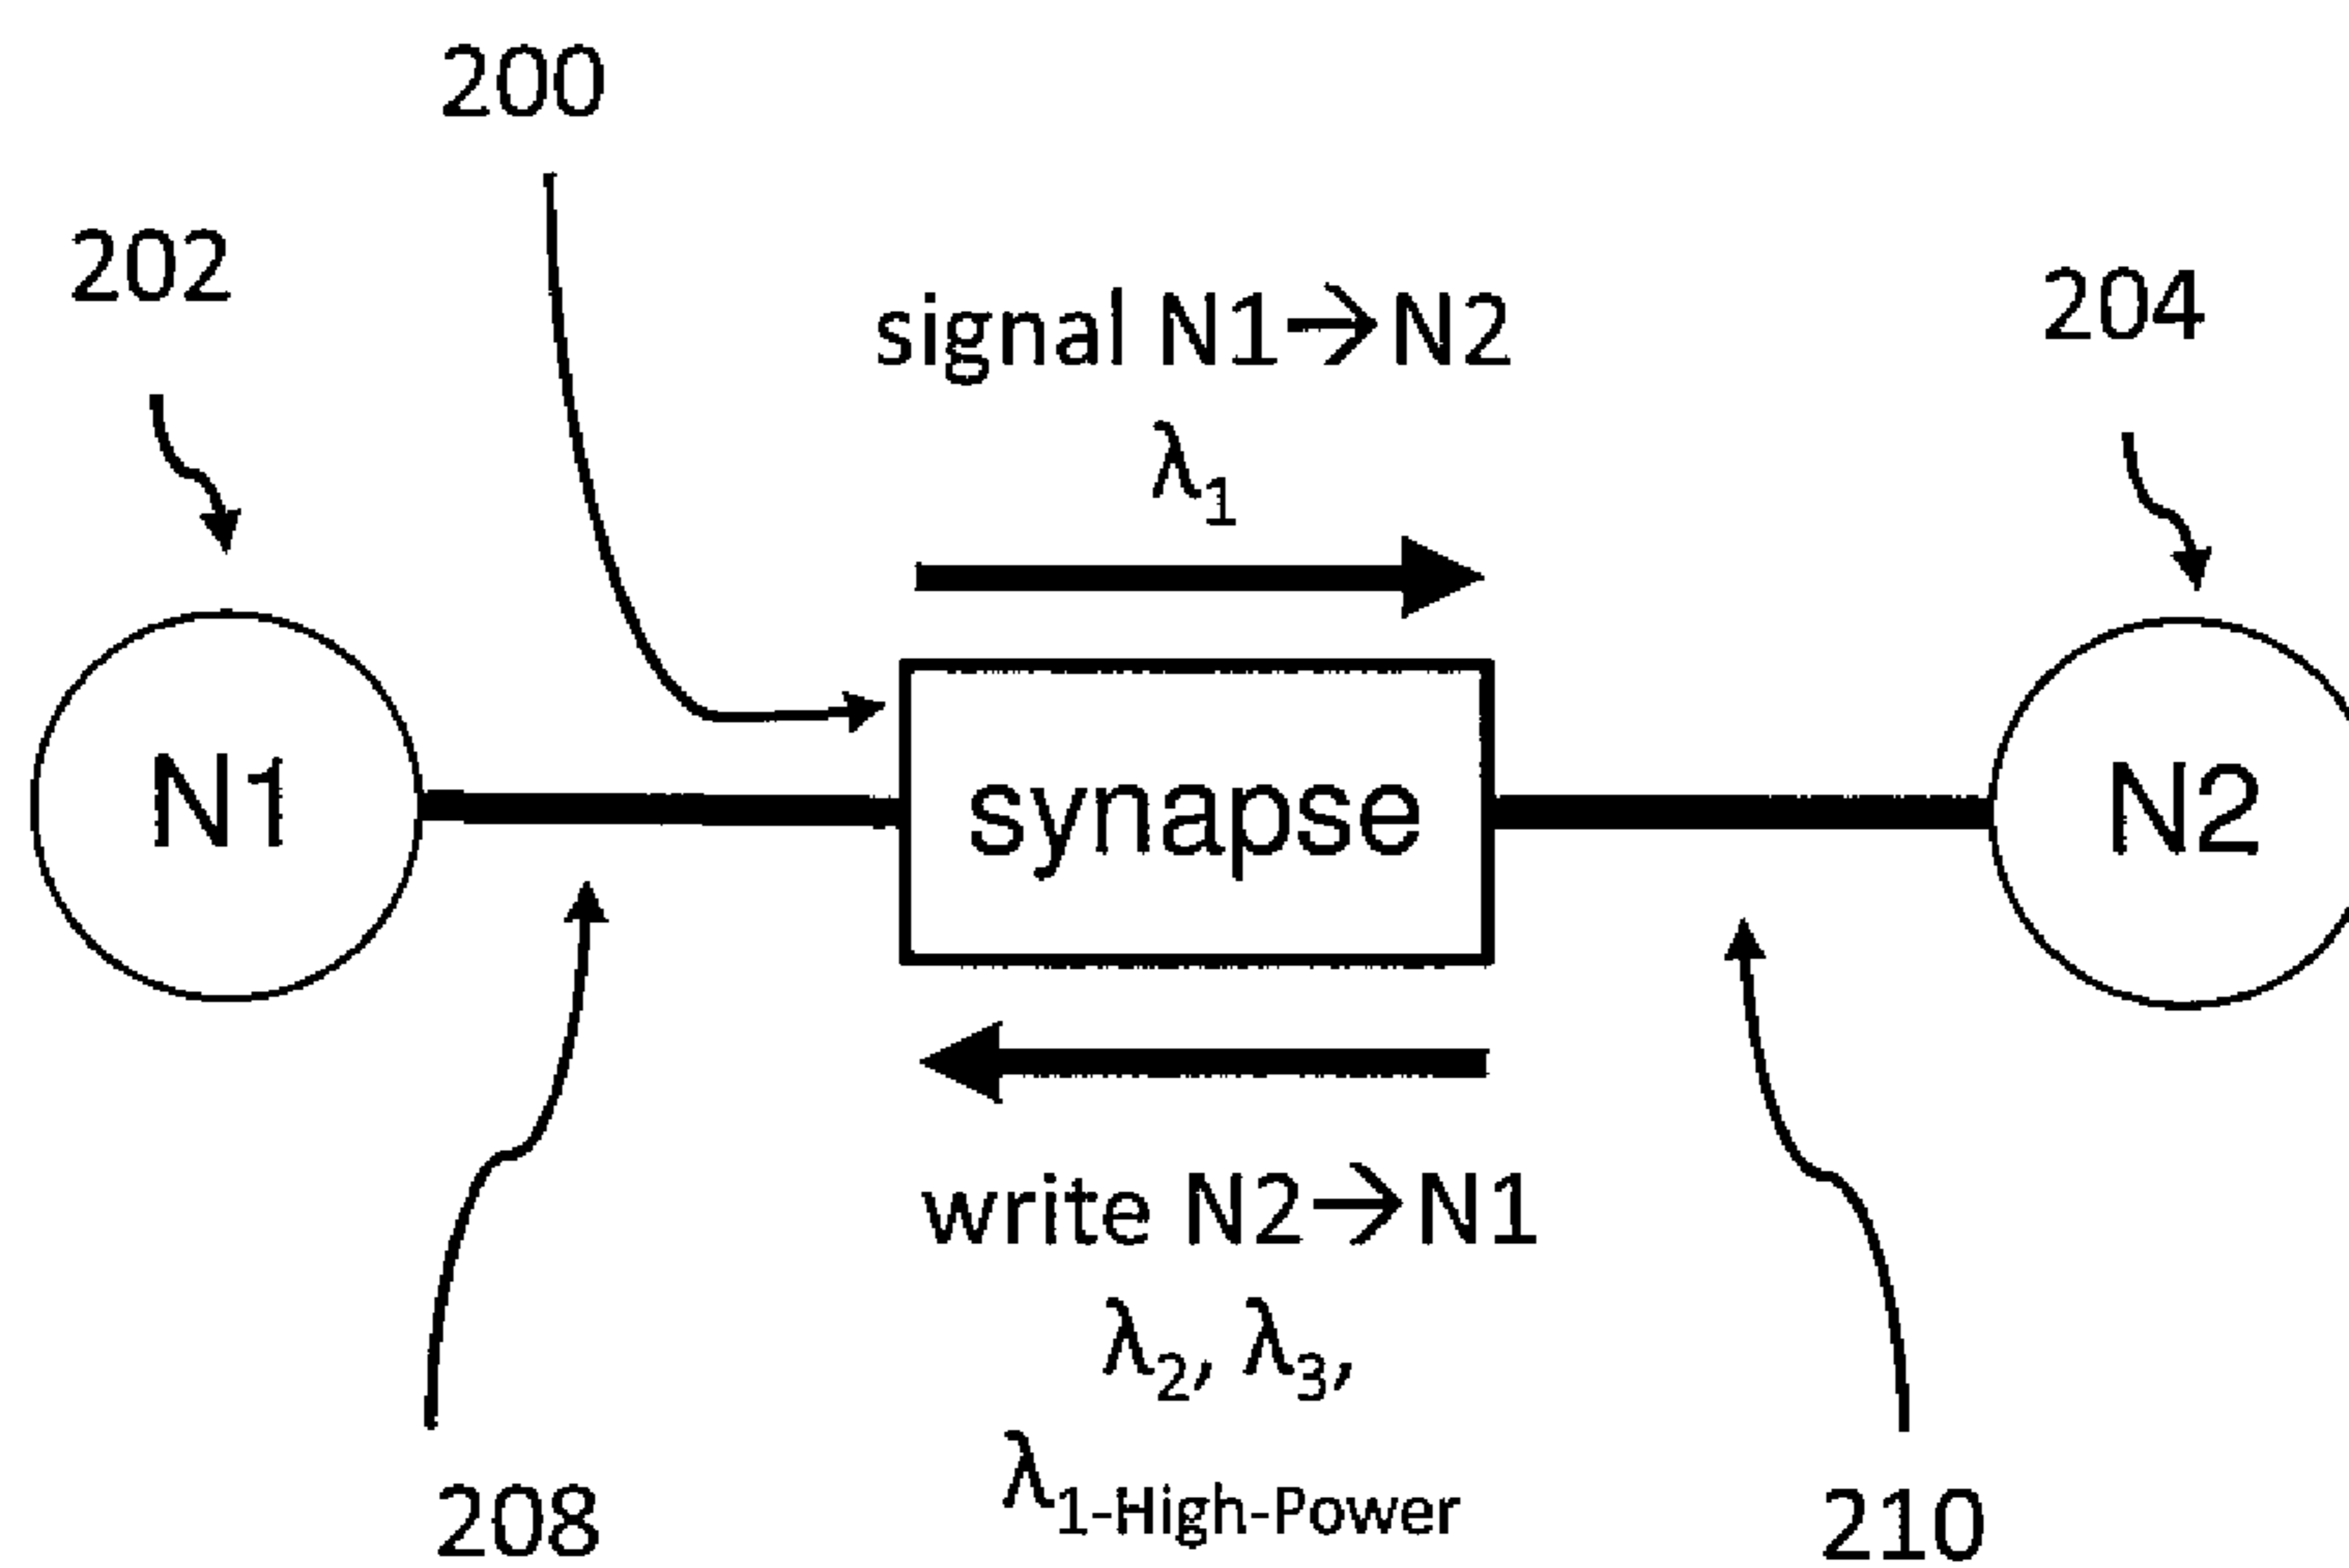 200
202
204
signal N1→N2
λ1
N1
synapse
N2
write N2→N1
λ2, λ3,
λ1-High-Power
208
210